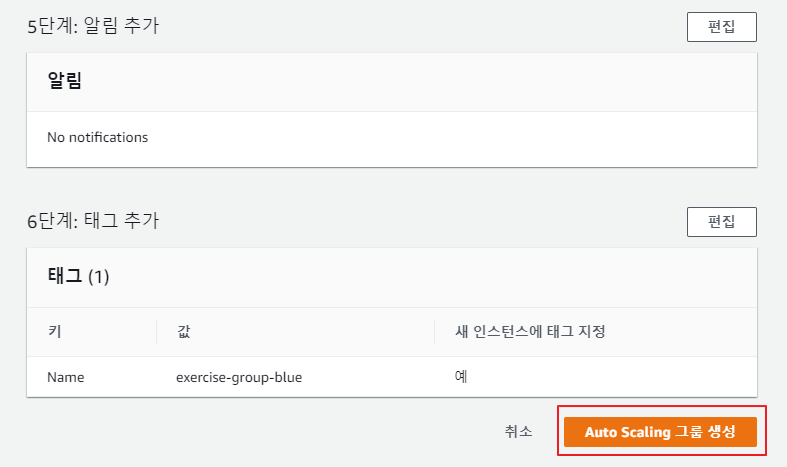 5단계: 알림 추가
편집
알림
No notifications
6단계: 태그 추가
편집
태그 (1)
키 값 새 인스턴스에 태그 지정
Name exercise-group-blue 예
취소 Auto Scaling 그룹 생성